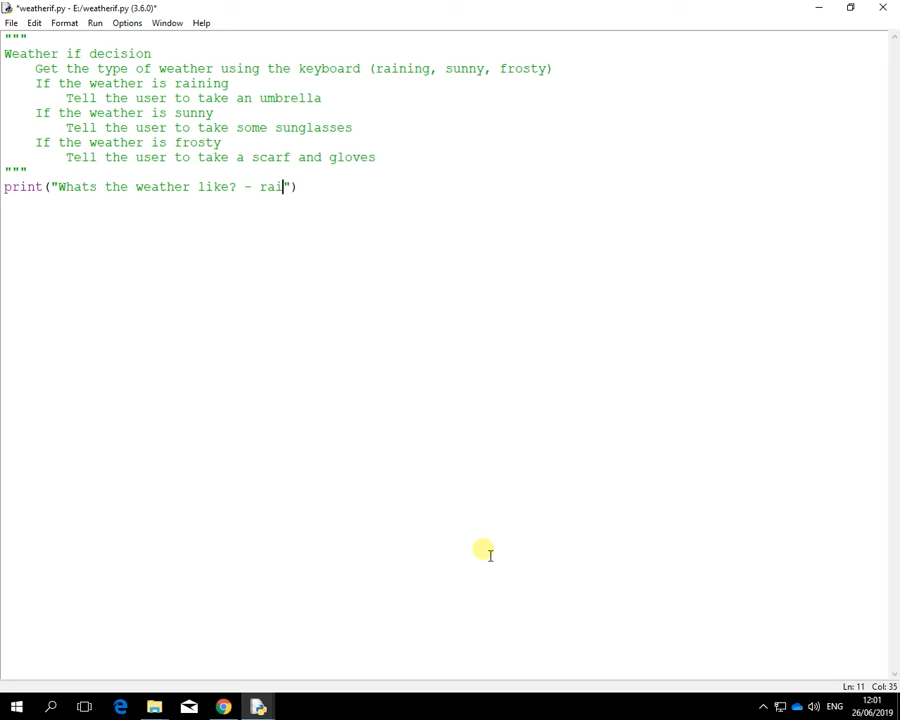 *weatherif.py - E:/weatherif.py (3.6.0)*
File Edit Format Run Options Window Help
"""
Weather if decision
Get the type of weather using the keyboard (raining, sunny, frosty)
If the weather is raining
Tell the user to take an umbrella
If the weather is sunny
Tell the user to take some sunglasses
If the weather is frosty
Tell the user to take a scarf and gloves
"""
print("Whats the weather like? - rai")
Ln: 11 Col: 35
ENG
12:01
26/06/2019